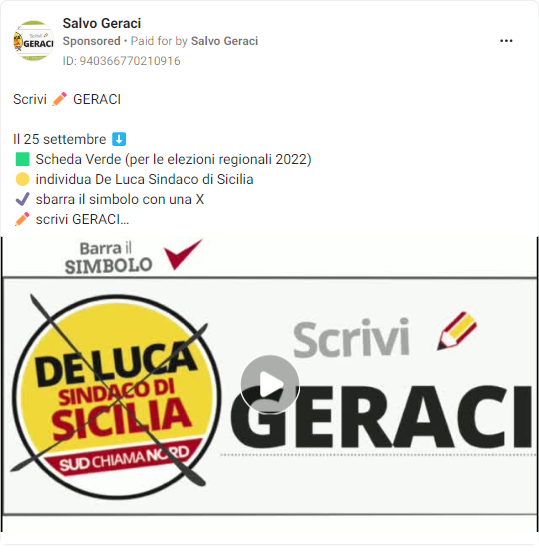 Salvo Geraci
Sponsored • Paid for by Salvo Geraci
ID: 940366770210916
Scrivi ✏️ GERACI
Il 25 settembre ⬇️
🟩 Scheda Verde (per le elezioni regionali 2022)
🟡 individua De Luca Sindaco di Sicilia
✔️ sbarra il simbolo con una X
✏️ scrivi GERACI...
Barra il
SIMBOLO
DE LUCA
SINDACO DI
SICILIA
SUD CHIAMA NORD
Scrivi
GERACI